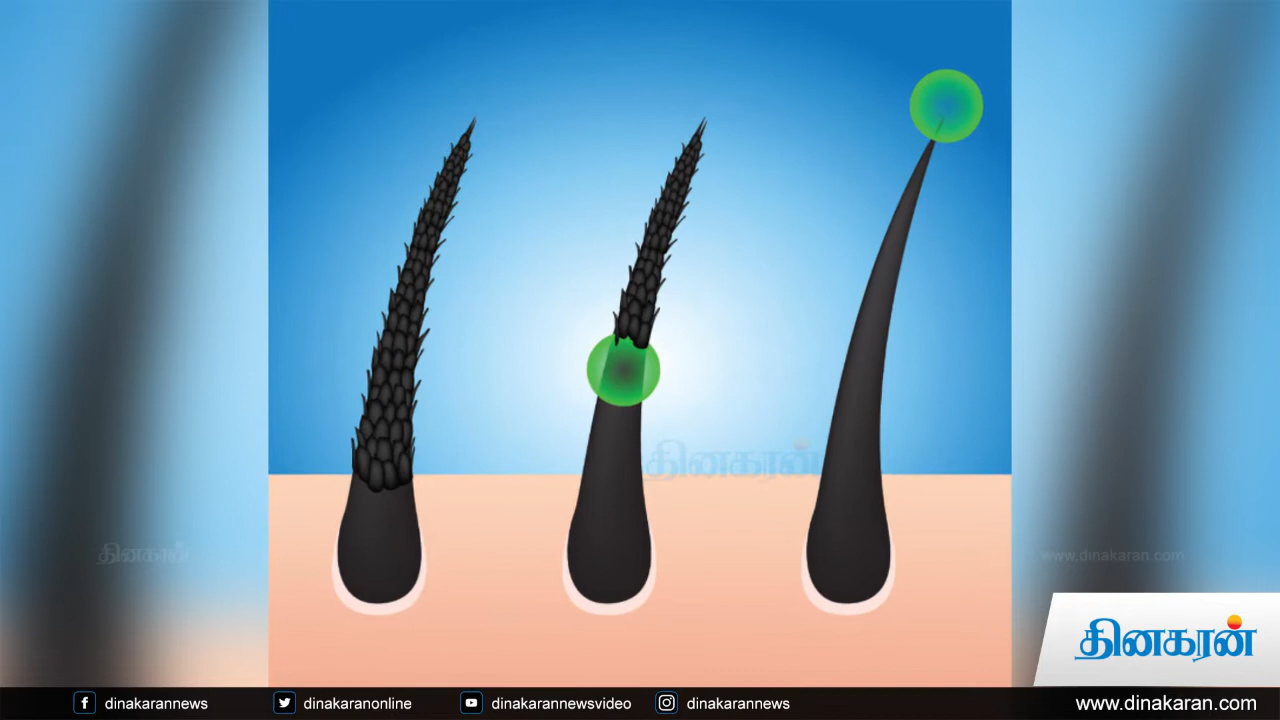 தினகரன்
தினகரன்
www.dinakaran.com
தினகரன்
dinakarannews
dinakaranonline
dinakarannewsvideo
dinakarannews
www.dinakaran.com